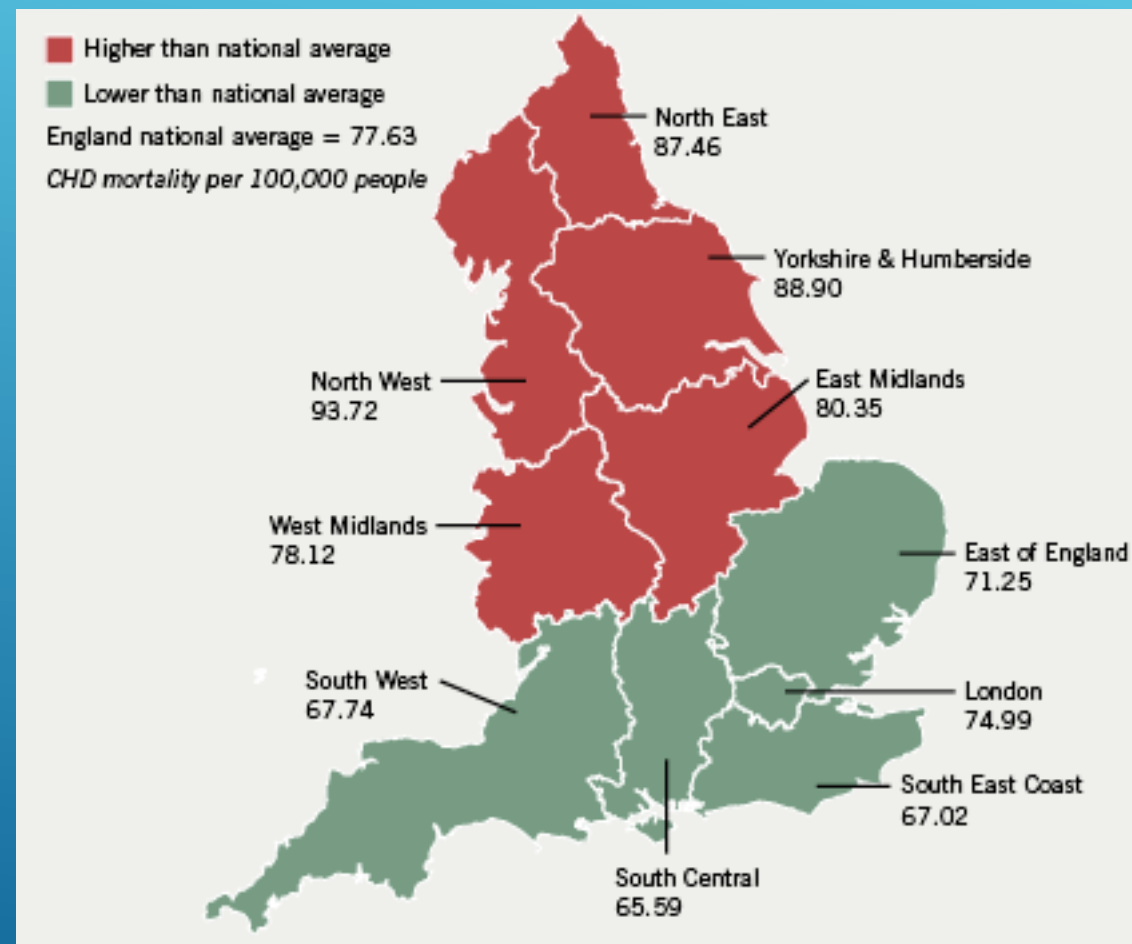 Higher than national average
Lower than national average
England national average = 77.63
CHD mortality per 100,000 people
North East
87.46
Yorkshire & Humberside
88.90
North West
93.72
East Midlands
80.35
West Midlands
78.12
East of England
71.25
South West
67.74
London
74.99
South East Coast
67.02
South Central
65.59